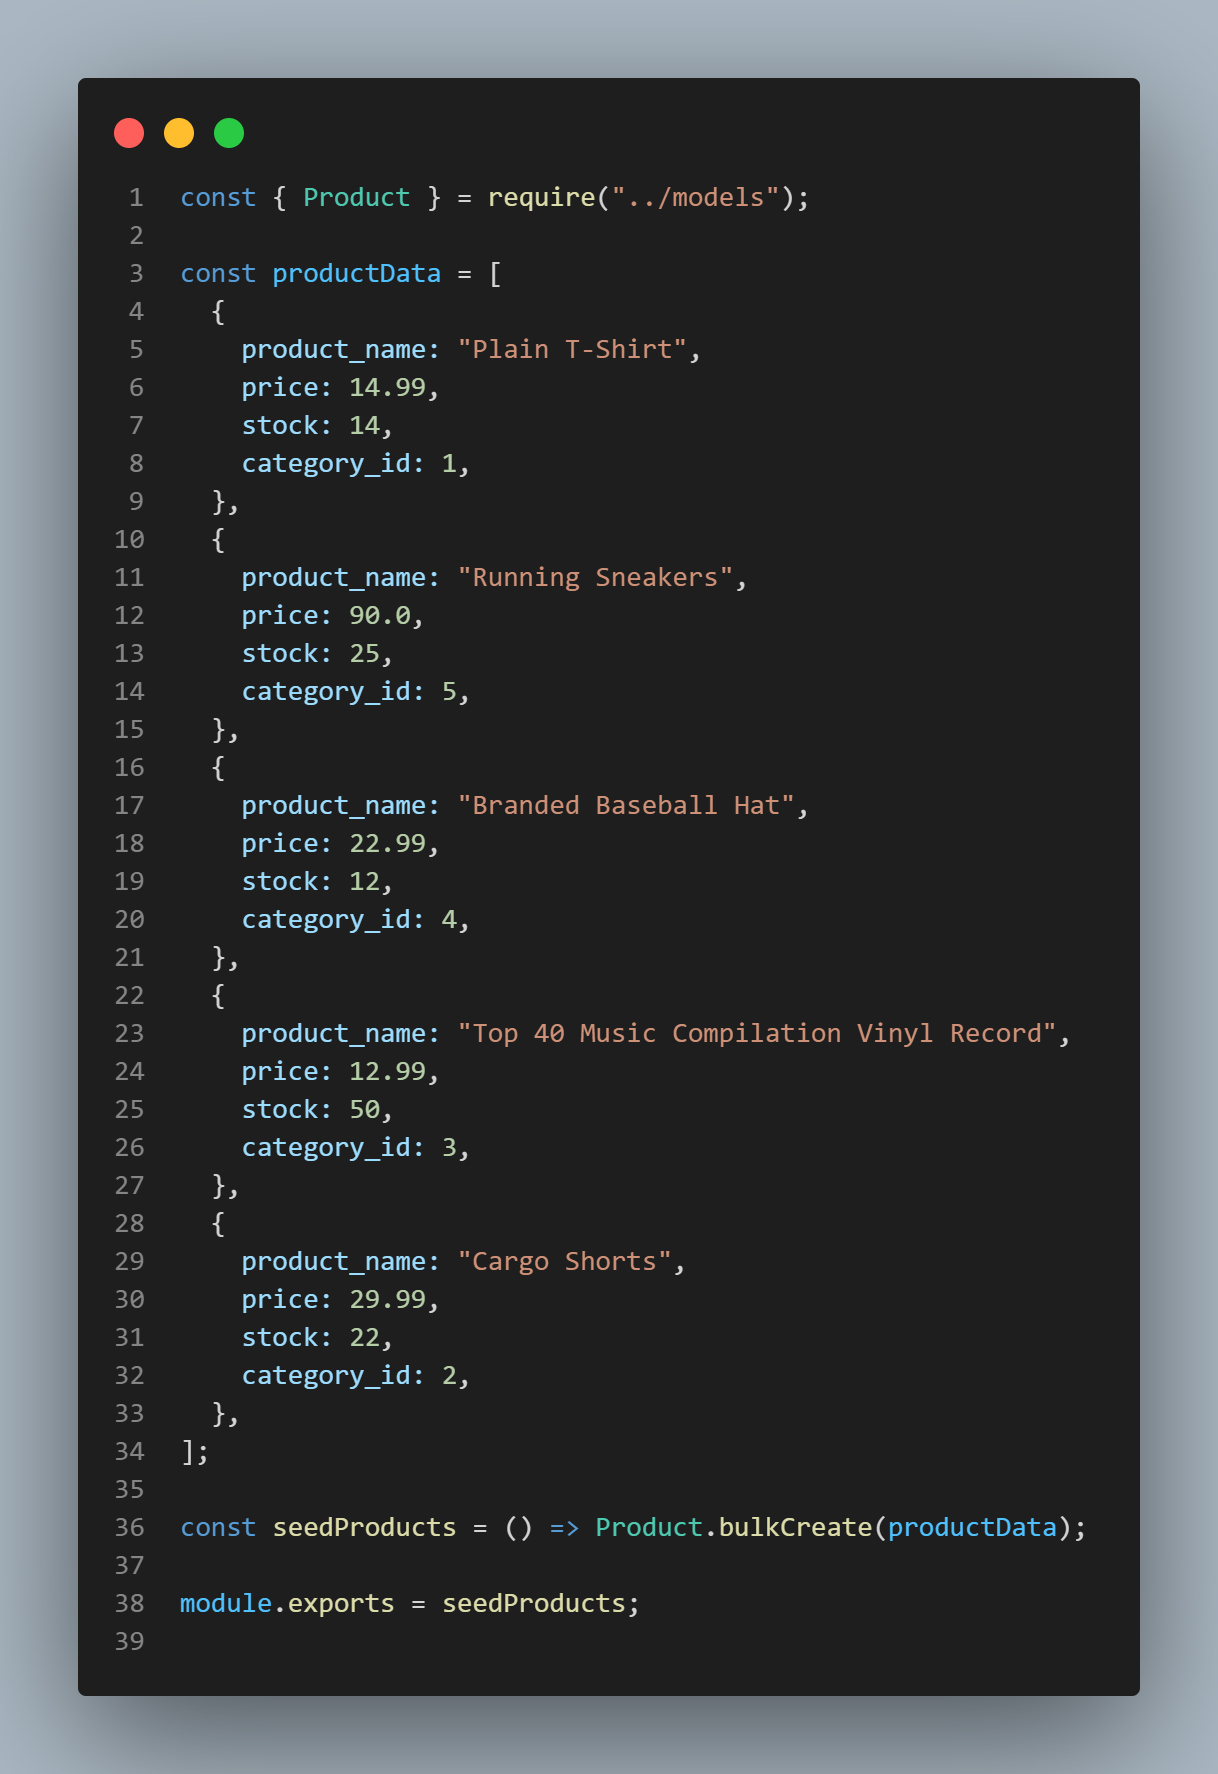 1 const { Product } = require("../models");
2
3 const productData = [
4   {
5     product_name: "Plain T-Shirt",
6     price: 14.99,
7     stock: 14,
8     category_id: 1,
9   },
10   {
11     product_name: "Running Sneakers",
12     price: 90.0,
13     stock: 25,
14     category_id: 5,
15   },
16   {
17     product_name: "Branded Baseball Hat",
18     price: 22.99,
19     stock: 12,
20     category_id: 4,
21   },
22   {
23     product_name: "Top 40 Music Compilation Vinyl Record",
24     price: 12.99,
25     stock: 50,
26     category_id: 3,
27   },
28   {
29     product_name: "Cargo Shorts",
30     price: 29.99,
31     stock: 22,
32     category_id: 2,
33   },
34 ];
35
36 const seedProducts = () => Product.bulkCreate(productData);
37
38 module.exports = seedProducts;
39